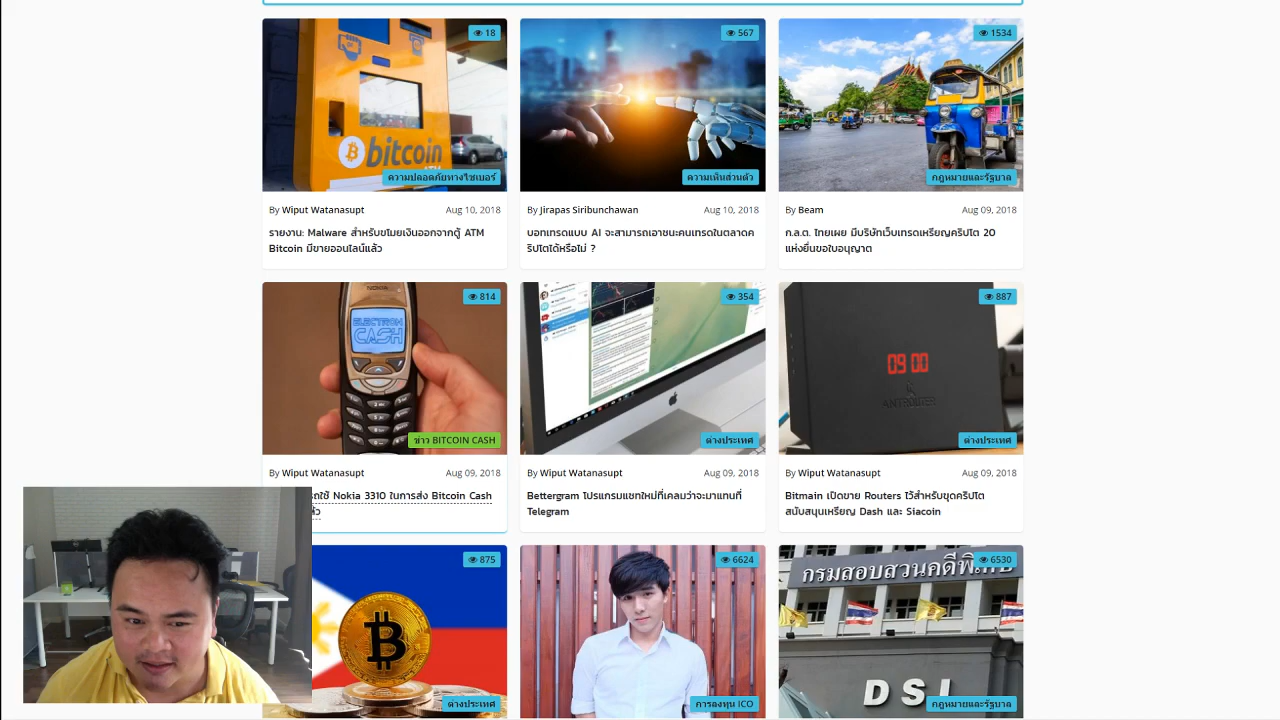 18
bitcoin
ความปลอดภัยทางไซเบอร์
By Wiput Watanasupt Aug 10, 2018
รายงาน: Malware สำหรับขโมยเงินออกจากตู้ ATM
Bitcoin มีขายออนไลน์แล้ว
567
ความเห็นส่วนตัว
By Jirapas Siribunchawan Aug 10, 2018
บอทเทรดแบบ AI จะสามารถเอาชนะคนเทรดในตลาดค
ริปโตได้หรือไม่ ?
1534
กฎหมายและรัฐบาล
By Beam Aug 09, 2018
ก.ล.ต. ไทยเผย มีบริษัทเว็บเทรดเหรียญคริปโต 20
แห่งยื่นขอใบอนุญาต
814
NOKIA
ELECTRON
CASH
ข่าว BITCOIN CASH
By Wiput Watanasupt Aug 09, 2018
ใช้ Nokia 3310 ในการส่ง Bitcoin Cash
354
ต่างประเทศ
By Wiput Watanasupt Aug 09, 2018
Bettergram โปรแกรมแชทใหม่ที่เคลมว่าจะมาแทนที่
Telegram
887
09 00
ANTROUTER
ต่างประเทศ
By Wiput Watanasupt Aug 09, 2018
Bitmain เปิดขาย Routers ไว้สำหรับขุดคริปโต
สนับสนุนเหรียญ Dash และ Siacoin
875
ต่างประเทศ
6624
การลงทุน ICO
6530
กรมสอบสวนคดีพิเศษ
DSI
กฎหมายและรัฐบาล